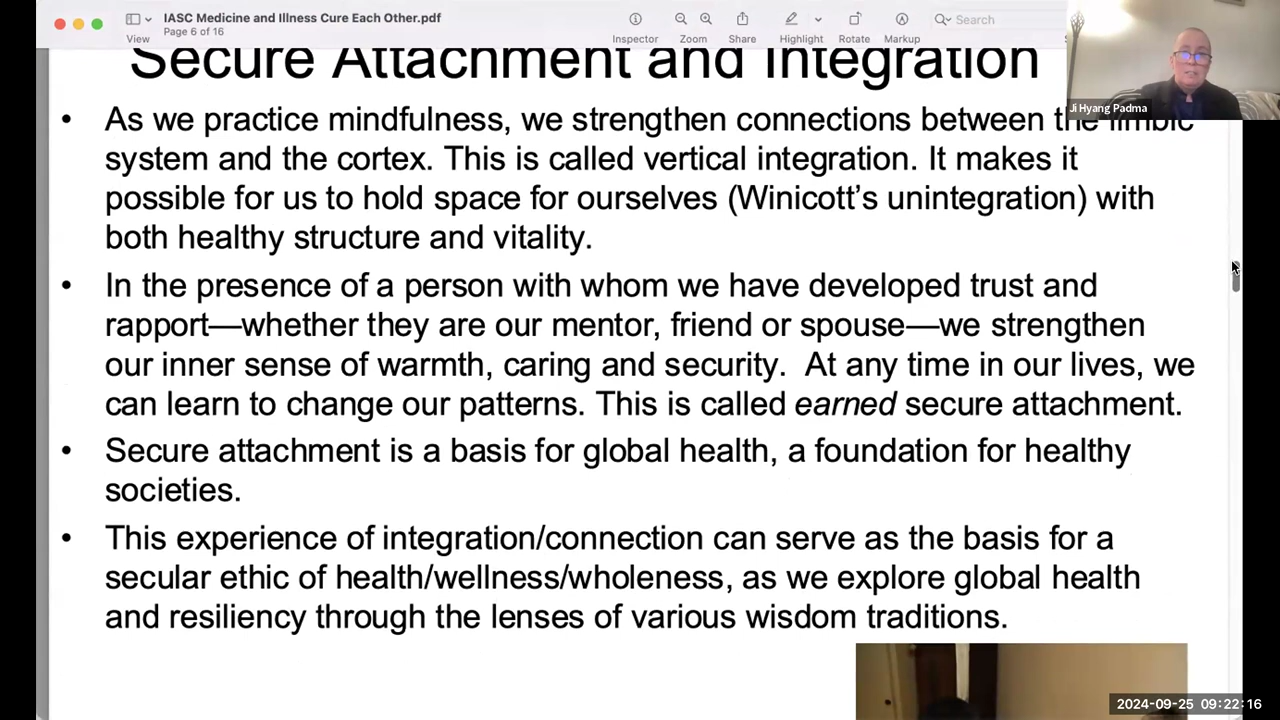 IASC Medicine and Illness Cure Each Other.pdf
Page 6 of 16
View
Inspector
Zoom
Share
Highlight
Rotate
Markup
Search
Ji Hyang Padma
Secure Attachment and Integration
• As we practice mindfulness, we strengthen connections between the limbic
system and the cortex. This is called vertical integration. It makes it
possible for us to hold space for ourselves (Winicott’s unintegration) with
both healthy structure and vitality.
• In the presence of a person with whom we have developed trust and
rapport—whether they are our mentor, friend or spouse—we strengthen
our inner sense of warmth, caring and security.  At any time in our lives, we
can learn to change our patterns. This is called earned secure attachment.
• Secure attachment is a basis for global health, a foundation for healthy
societies.
• This experience of integration/connection can serve as the basis for a
secular ethic of health/wellness/wholeness, as we explore global health
and resiliency through the lenses of various wisdom traditions.
2024-09-25 09:22:16